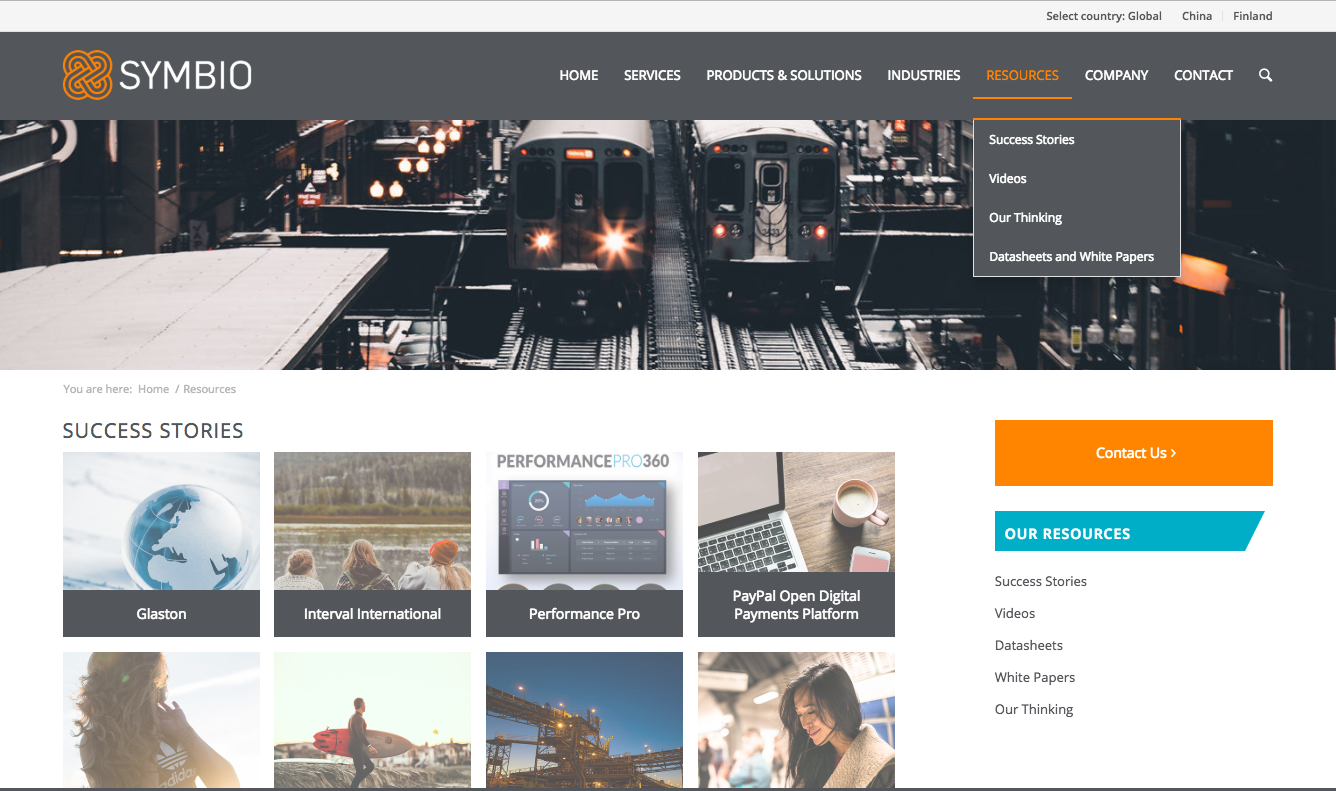 Select country: Global China Finland
SYMBIO
HOME SERVICES PRODUCTS & SOLUTIONS INDUSTRIES RESOURCES COMPANY CONTACT
Success Stories
Videos
Our Thinking
Datasheets and White Papers
You are here: Home / Resources
SUCCESS STORIES
PERFORMANCEPRO360
Glaston
Interval International
Performance Pro
PayPal Open Digital
Payments Platform
adidas
Contact Us ›
OUR RESOURCES
Success Stories
Videos
Datasheets
White Papers
Our Thinking